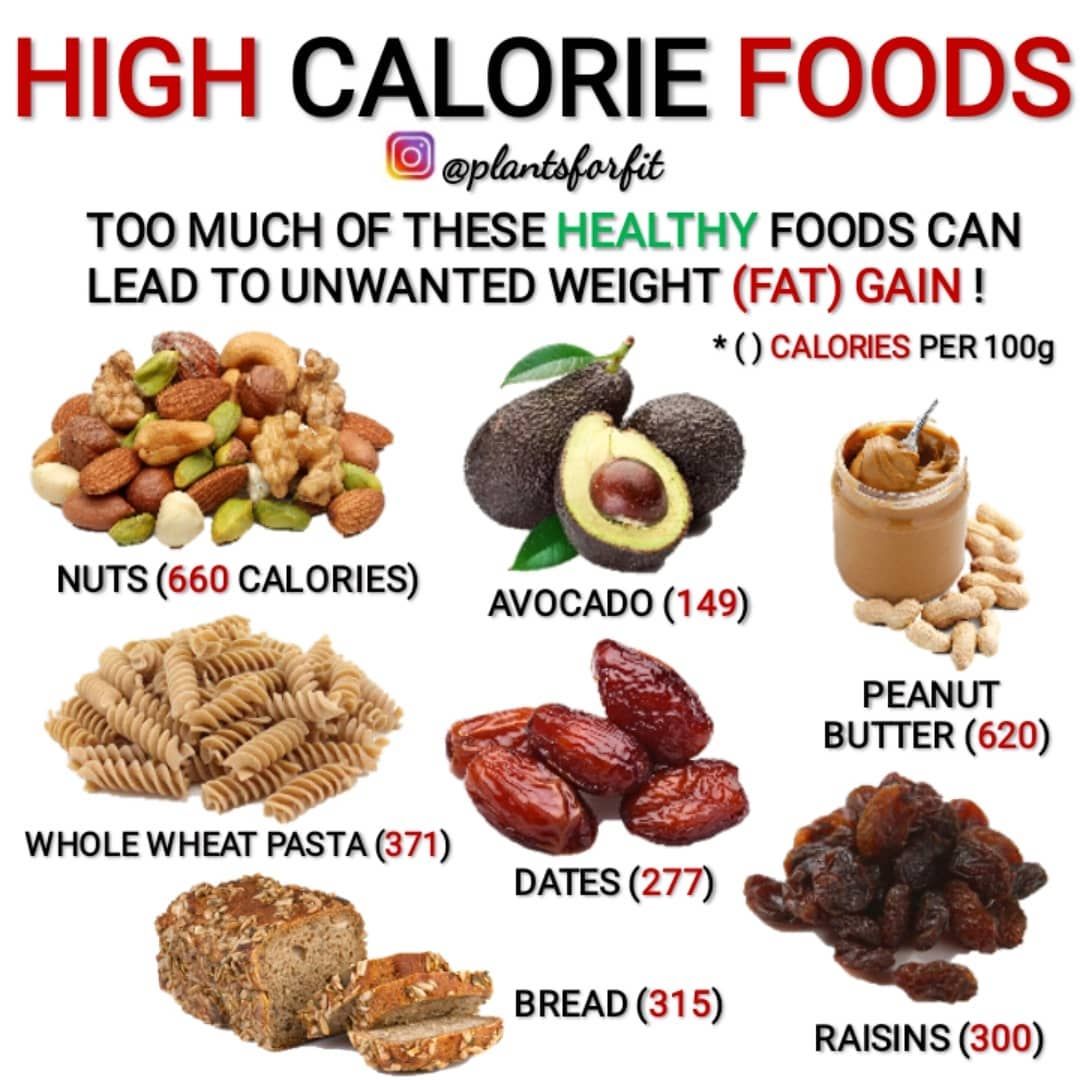 HIGH CALORIE FOODS
@plantsforfit
TOO MUCH OF THESE HEALTHY FOODS CAN
LEAD TO UNWANTED WEIGHT (FAT) GAIN !
* ( ) CALORIES PER 100g
NUTS (660 CALORIES)
AVOCADO (149)
PEANUT
BUTTER (620)
WHOLE WHEAT PASTA (371)
DATES (277)
BREAD (315)
RAISINS (300)